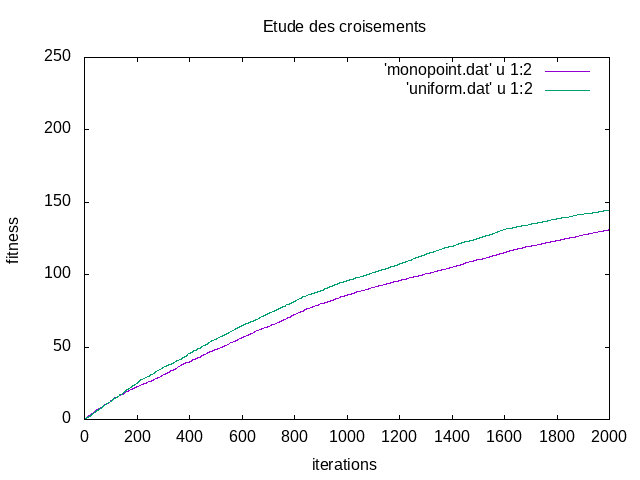 Etude des croisements
250
'monopoint.dat' u 1:2
'uniform.dat' u 1:2
200
150
fitness
100
50
0
0 200 400 600 800 1000 1200 1400 1600 1800 2000
iterations